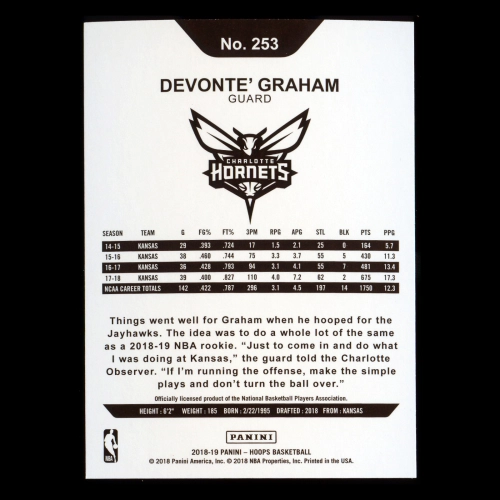 No. 253
DEVONTE' GRAHAM
GUARD
CHARLOTTE
HORNETS
SEASON TEAM G FG% FT% 3PM RPG APG STL BLK PTS PPG
14-15 KANSAS 29 .393 .724 17 1.5 2.1 25 0 164 5.7
15-16 KANSAS 38 .460 .744 75 3.3 3.7 55 5 430 11.3
16-17 KANSAS 36 .428 .793 94 3.1 4.1 55 7 481 13.4
17-18 KANSAS 39 .400 .827 110 4.0 7.2 62 2 675 17.3
NCAA CAREER TOTALS 142 .422 .787 296 3.1 4.5 197 14 1750 12.3
Things went well for Graham when he hooped for the
Jayhawks. The idea was to do a whole lot of the same
as a 2018-19 NBA rookie. “Just to come in and do what
I was doing at Kansas,” the guard told the Charlotte
Observer. “If I’m running the offense, make the simple
plays and don’t turn the ball over.”
Officially licensed product of the National Basketball Players Association.
HEIGHT: 6'2" WEIGHT: 185 BORN: 2/22/1995 DRAFTED: 2018 FROM: KANSAS
NBA
PANINI
2018-19 PANINI – HOOPS BASKETBALL
© 2018 Panini America, Inc. © 2018 NBA Properties, Inc. Printed in the USA.